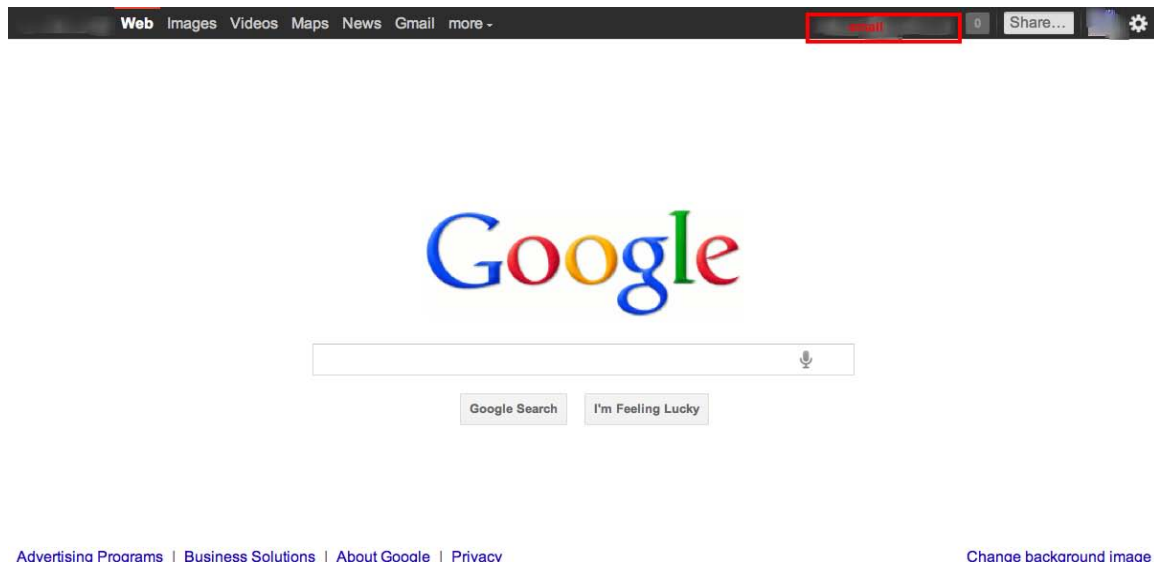 Web Images Videos Maps News Gmail more email 0 Share...
Google
Google Search I'm Feeling Lucky
Advertising Programs | Business Solutions | About Google | Privacy Change background image